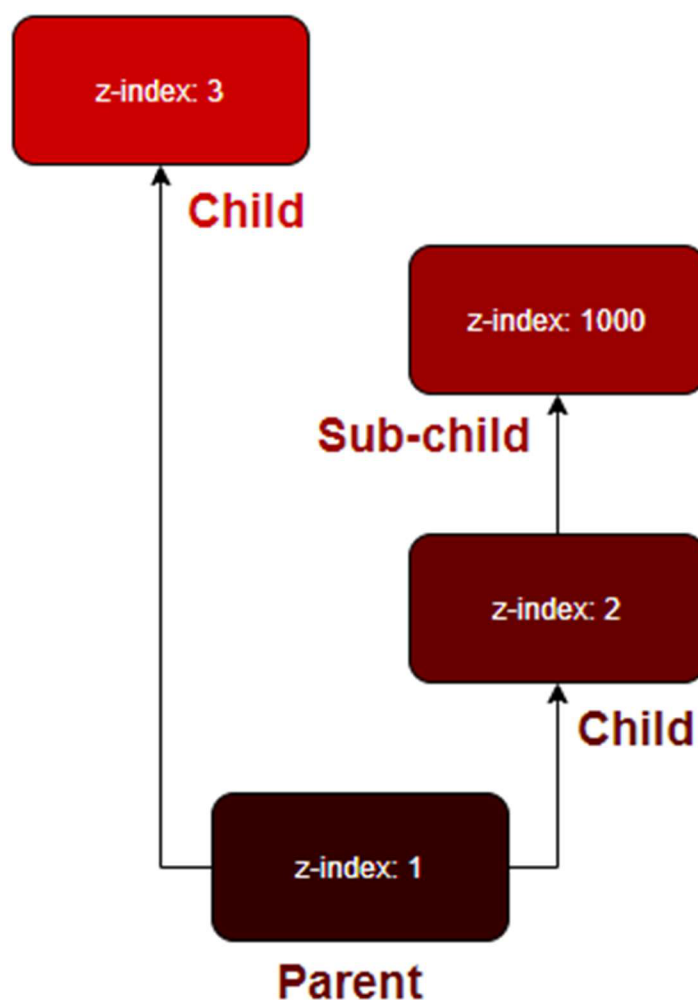 z-index: 3
Child
z-index: 1000
Sub-child
z-index: 2
Child
z-index: 1
Parent